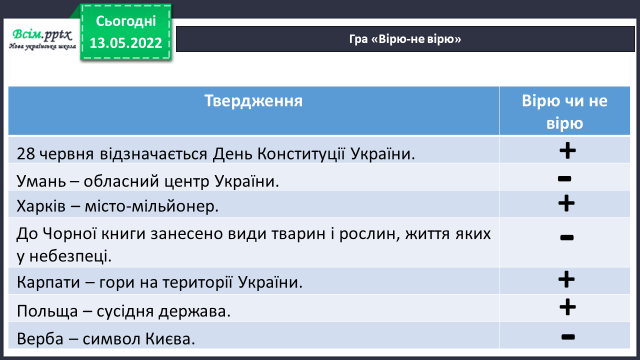 Всім.pptx
Нова українська школа
Сьогодні
13.05.2022
Гра «Вірю-не вірю»
Твердження
Вірю чи не
вірю
28 червня відзначається День Конституції України.
+
Умань – обласний центр України.
-
Харків – місто-мільйонер.
+
До Чорної книги занесено види тварин і рослин, життя яких
у небезпеці.
-
Карпати – гори на території України.
+
Польща – сусідня держава.
+
Верба – символ Києва.
-